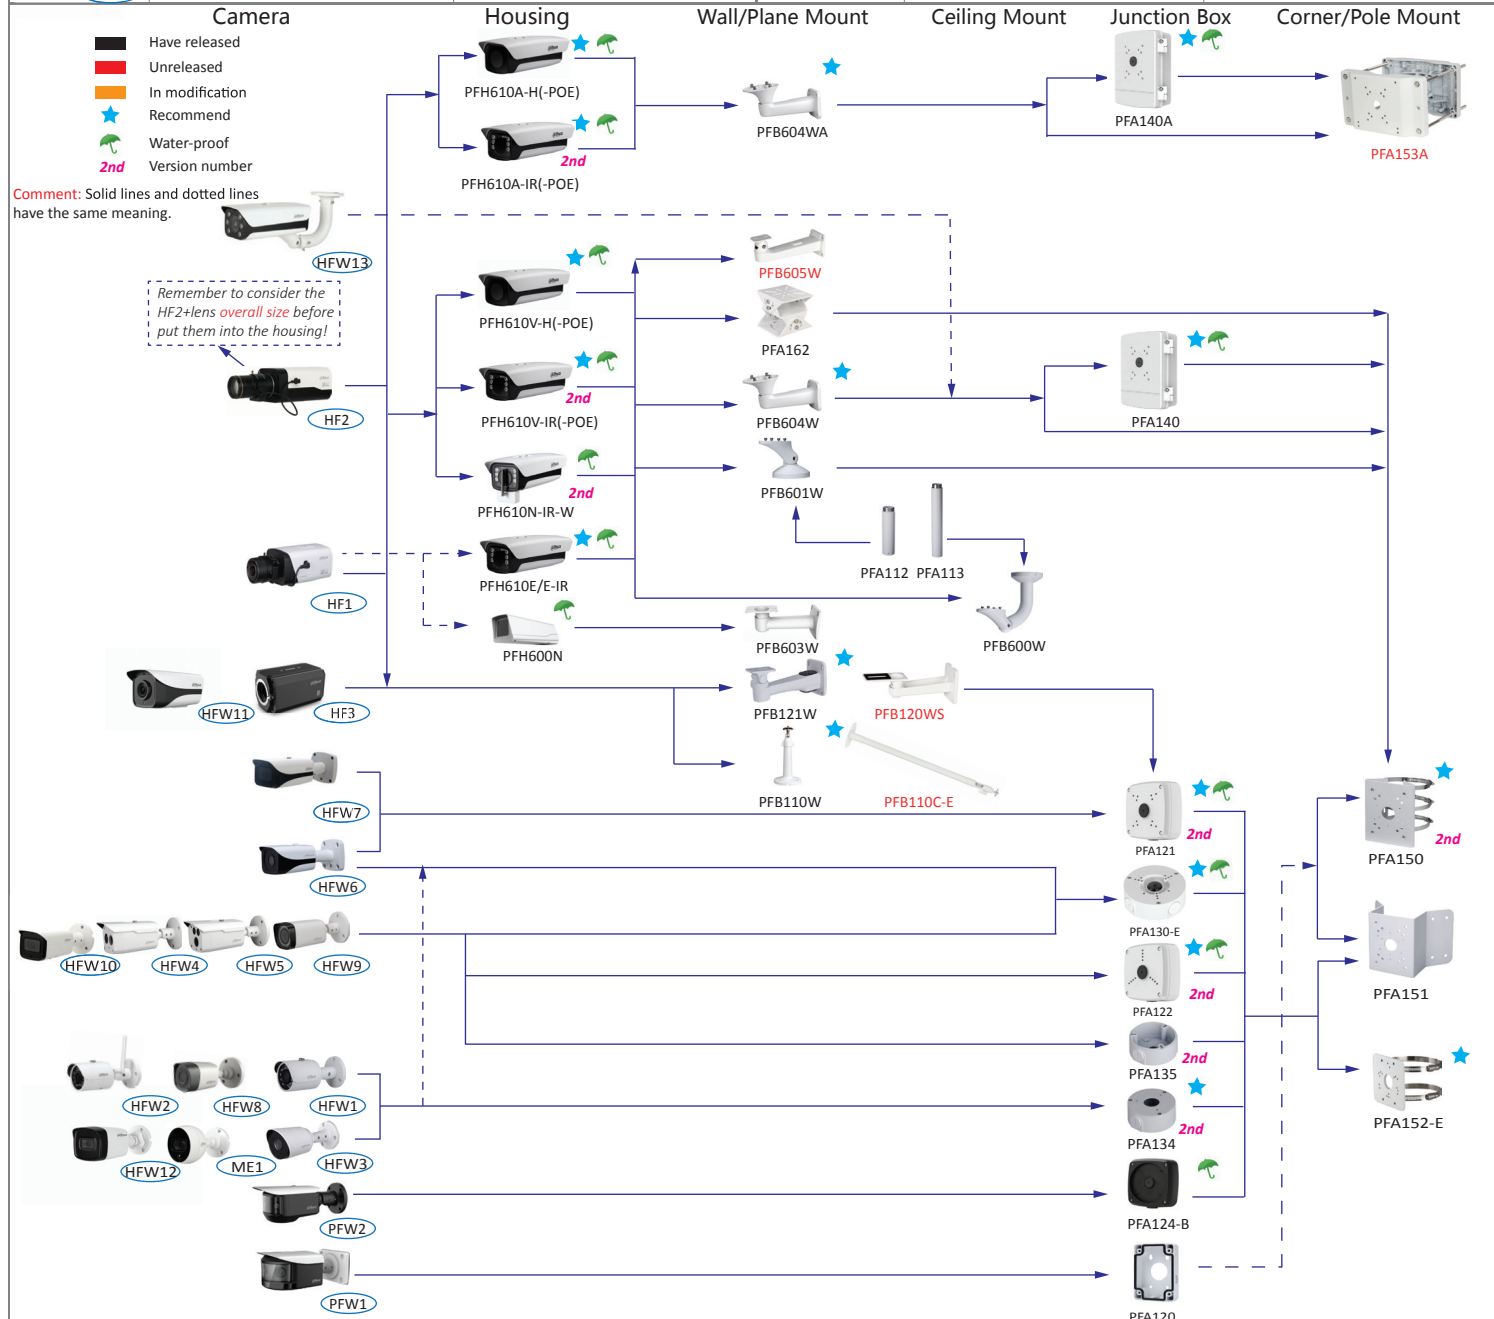 Camera
Housing
Wall/Plane Mount
Ceiling Mount
Junction Box
Corner/Pole Mount
Have released
Unreleased
In modification
Recommend
Water-proof
2nd Version number
Comment: Solid lines and dotted lines
have the same meaning.
PFH610A-H(-POE)
2nd
PFH610A-IR(-POE)
PFB604WA
PFA140A
PFA153A
HFW13
Remember to consider the
HF2+lens overall size before
put them into the housing!
HF2
PFH610V-H(-POE)
2nd
PFH610V-IR(-POE)
2nd
PFH610N-IR-W
PFB605W
PFA162
PFB604W
PFB601W
PFA140
HF1
PFH610E/E-IR
PFH600N
PFA112
PFA113
PFB600W
PFB603W
HFW11
HF3
PFB121W
PFB120WS
PFB110W
PFB110C-E
HFW7
2nd
PFA121
2nd
PFA150
HFW6
PFA130-E
HFW10
HFW4
HFW5
HFW9
2nd
PFA122
PFA151
2nd
PFA135
HFW2
HFW8
HFW1
2nd
PFA134
PFA152-E
HFW12
ME1
HFW3
PFW2
PFA124-B
PFW1
PFA120